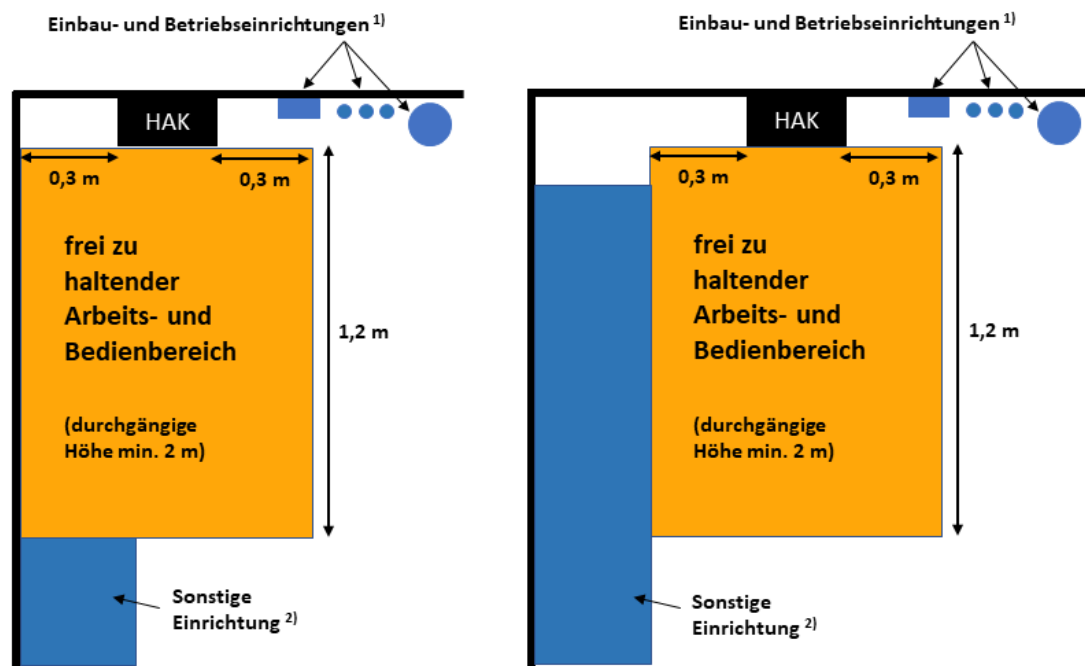 Einbau- und Betriebseinrichtungen 1)
HAK
0,3 m
0,3 m
frei zu
haltender
Arbeits- und
Bedienbereich
(durchgängige
Höhe min. 2 m)
1,2 m
Sonstige
Einrichtung 2)
Einbau- und Betriebseinrichtungen 1)
HAK
0,3 m
0,3 m
frei zu
haltender
Arbeits- und
Bedienbereich
(durchgängige
Höhe min. 2 m)
1,2 m
Sonstige
Einrichtung 2)